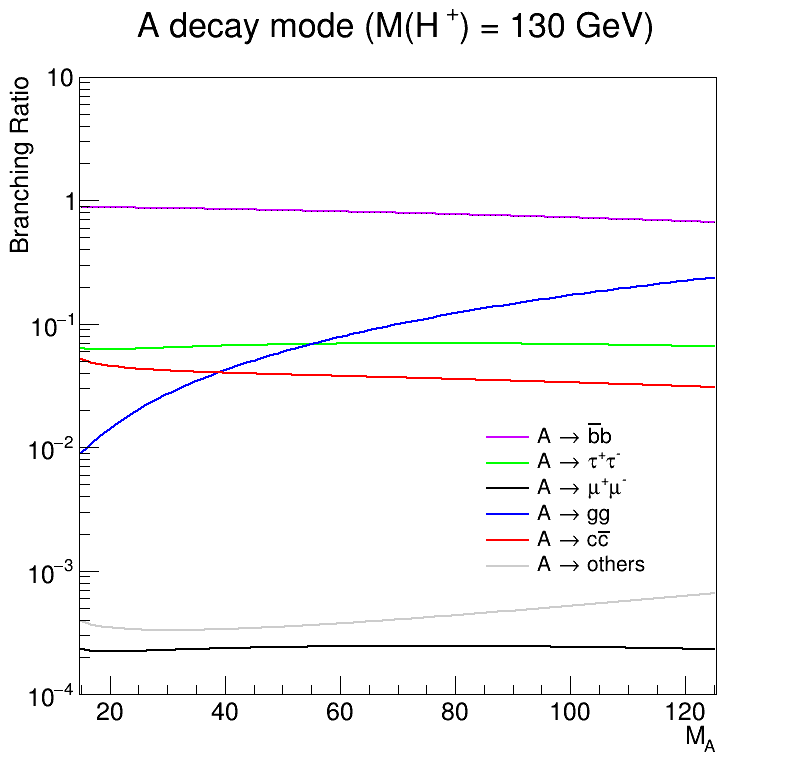 A decay mode (M(H⁺) = 130 GeV)
Branching Ratio
10
1
10⁻¹
10⁻²
10⁻³
10⁻⁴
A → b̅b
A → τ⁺τ⁻
A → μ⁺μ⁻
A → gg
A → cc̅
A → others
20 40 60 80 100 120
M_A